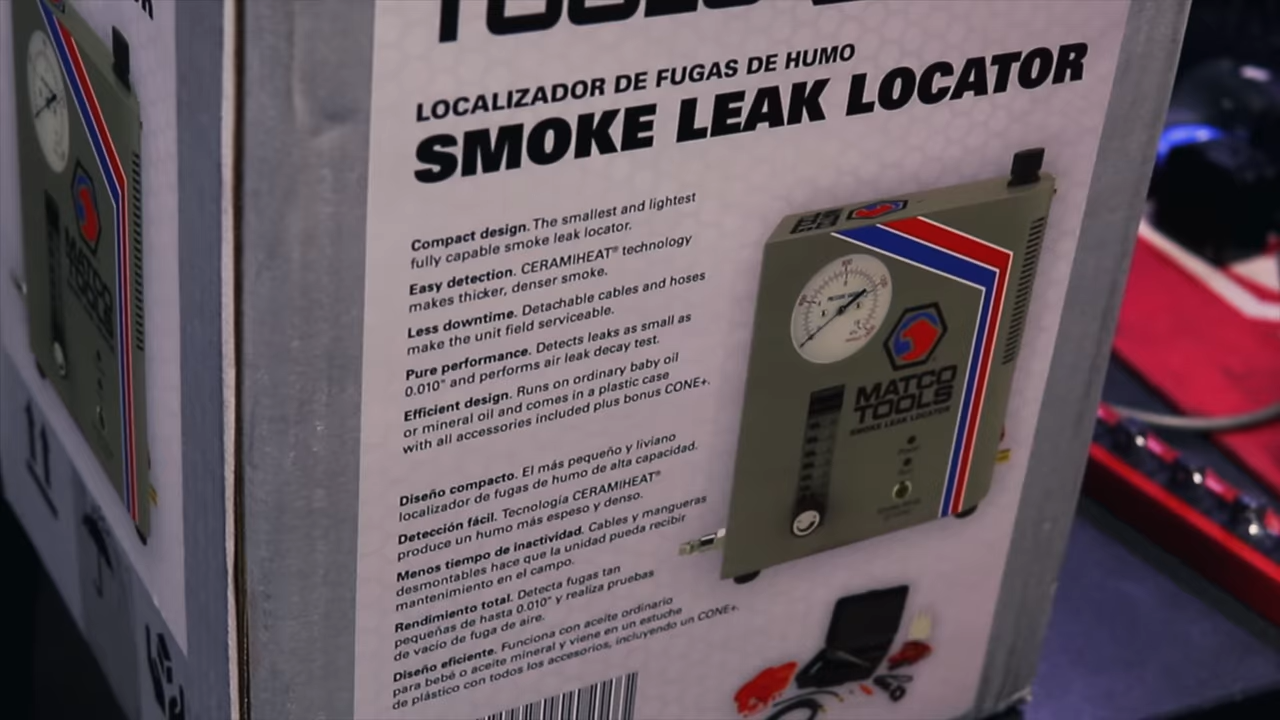 TOOLS
LOCALIZADOR DE FUGAS DE HUMO
SMOKE LEAK LOCATOR
Compact design. The smallest and lightest
fully capable smoke leak locator.
Easy detection. CERAMIHEAT® technology
makes thicker, denser smoke.
Less downtime. Detachable cables and hoses
make the unit field serviceable.
Pure performance. Detects leaks as small as
0.010" and performs air leak decay test.
Efficient design. Runs on ordinary baby oil
or mineral oil and comes in a plastic case
with all accessories included plus bonus CONE+.
Diseño compacto. El más pequeño y liviano
localizador de fugas de humo de alta capacidad.
Detección fácil. Tecnología CERAMIHEAT®
produce un humo más espeso y denso.
Menos tiempo de inactividad. Cables y mangueras
desmontables hace que la unidad pueda recibir
mantenimiento en el campo.
Rendimiento total. Detecta fugas tan
pequeñas de hasta 0.010" y realiza pruebas
de vacío de fuga de aire.
Diseño eficiente. Funciona con aceite ordinario
para bebé o aceite mineral y viene en un estuche
de plástico con todos los accesorios, incluyendo un CONE+.
MATCO
TOOLS
SMOKE LEAK LOCATOR
Power
MATCO
TOOLS